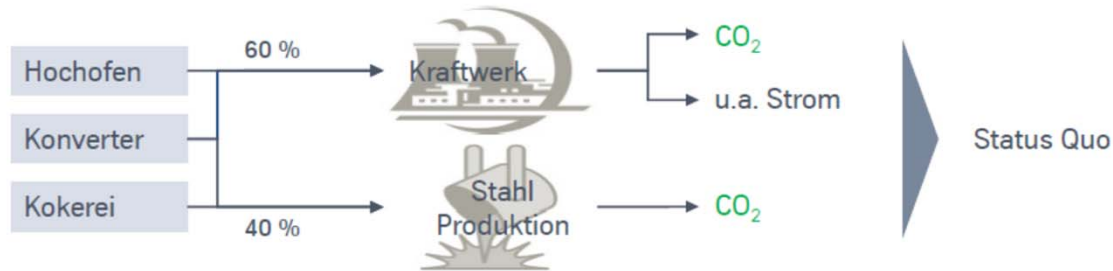 Hochofen
Konverter
Kokerei
60 %
40 %
Kraftwerk
CO₂
u.a. Strom
Stahl
Produktion
CO₂
Status Quo